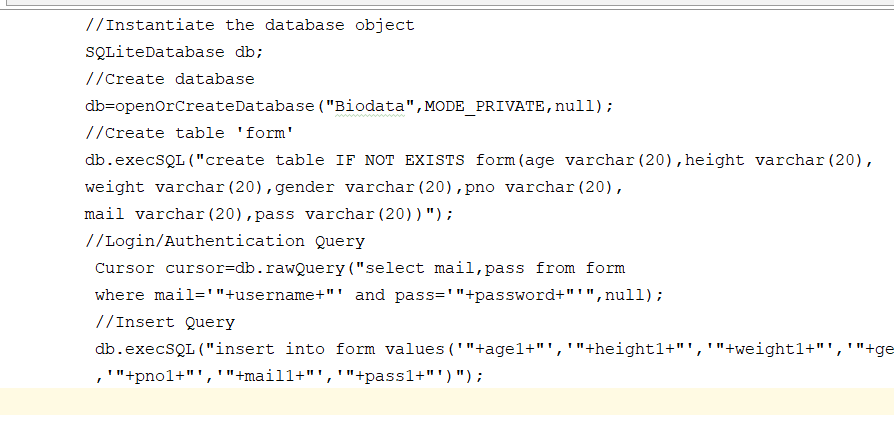 //Instantiate the database object
SQLiteDatabase db;
//Create database
db=openOrCreateDatabase("Biodata",MODE_PRIVATE,null);
//Create table 'form'
db.execSQL("create table IF NOT EXISTS form(age varchar(20),height varchar(20),
weight varchar(20),gender varchar(20),pno varchar(20),
mail varchar(20),pass varchar(20))");
//Login/Authentication Query
Cursor cursor=db.rawQuery("select mail,pass from form
where mail='"+username+"' and pass='"+password+"'",null);
//Insert Query
db.execSQL("insert into form values('"+age1+"','"+height1+"','"+weight1+"','"+ge
,'"+pno1+"','"+mail1+"','"+pass1+"')");